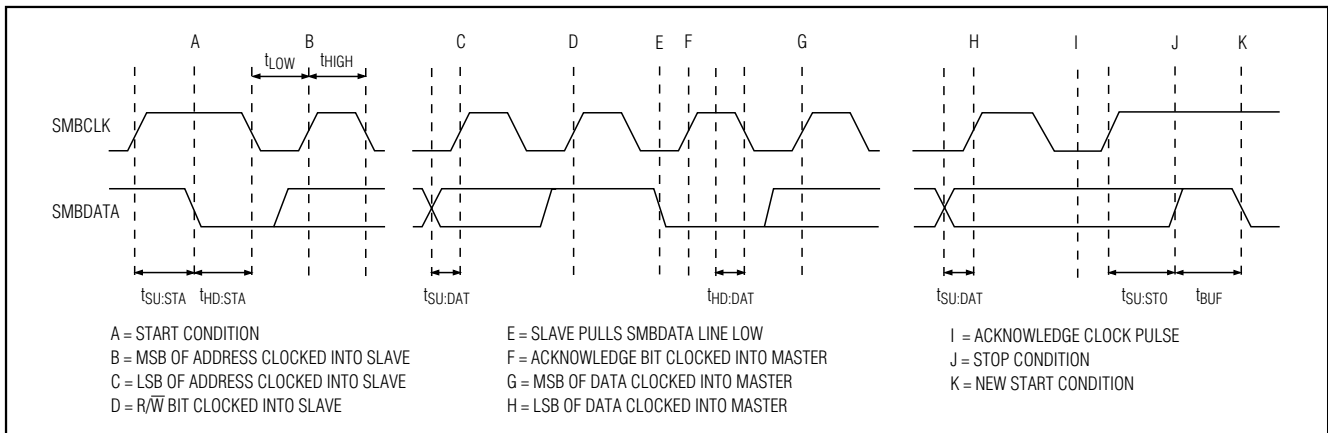 A B C D E F G H I J K
tLOW tHIGH
SMBCLK
SMBDATA
tSU:STA tHD:STA tSU:DAT tHD:DAT tSU:DAT tSU:STO tBUF
A = START CONDITION
B = MSB OF ADDRESS CLOCKED INTO SLAVE
C = LSB OF ADDRESS CLOCKED INTO SLAVE
D = R/W̅ BIT CLOCKED INTO SLAVE
E = SLAVE PULLS SMBDATA LINE LOW
F = ACKNOWLEDGE BIT CLOCKED INTO MASTER
G = MSB OF DATA CLOCKED INTO MASTER
H = LSB OF DATA CLOCKED INTO MASTER
I = ACKNOWLEDGE CLOCK PULSE
J = STOP CONDITION
K = NEW START CONDITION